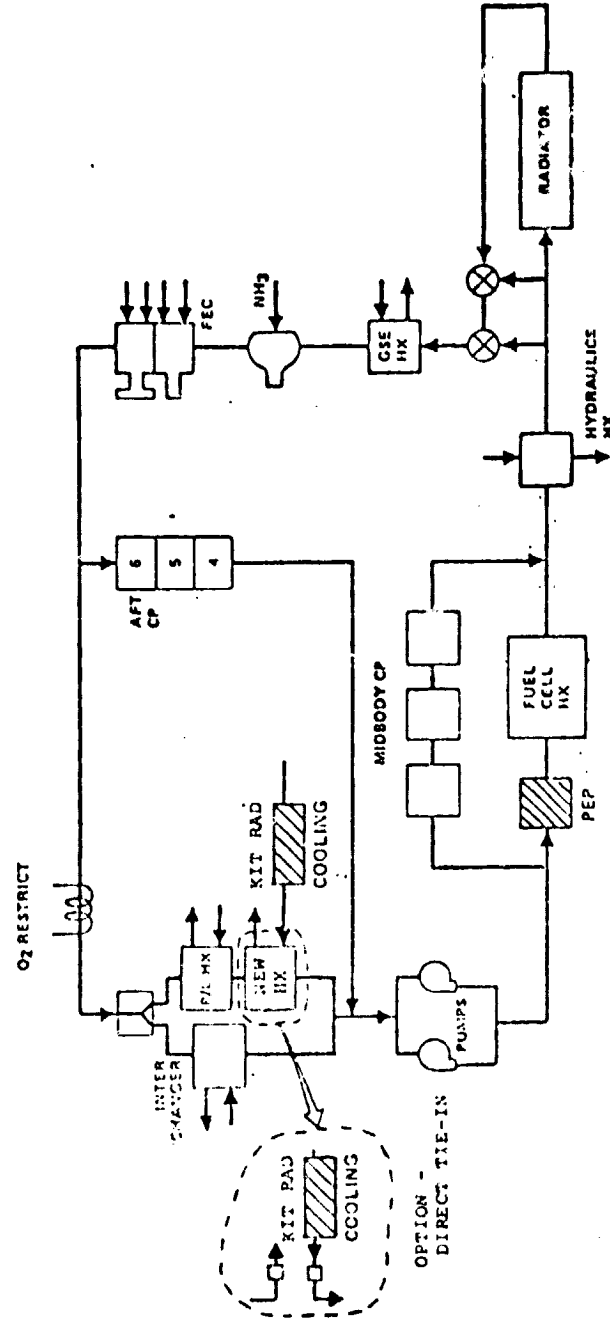 O2 RESTRICT
INTER
CHANGER
P/L HX
NEW
HX
KIT RAD
COOLING
KIT RAD
COOLING
OPTION -
DIRECT TIE-IN
PUMPS
AFT
CP
6
5
4
MIDBODY CP
PEP
FUEL
CELL
HX
HYDRAULICS
HX
FEC
NH3
GSE
HX
RADIATOR